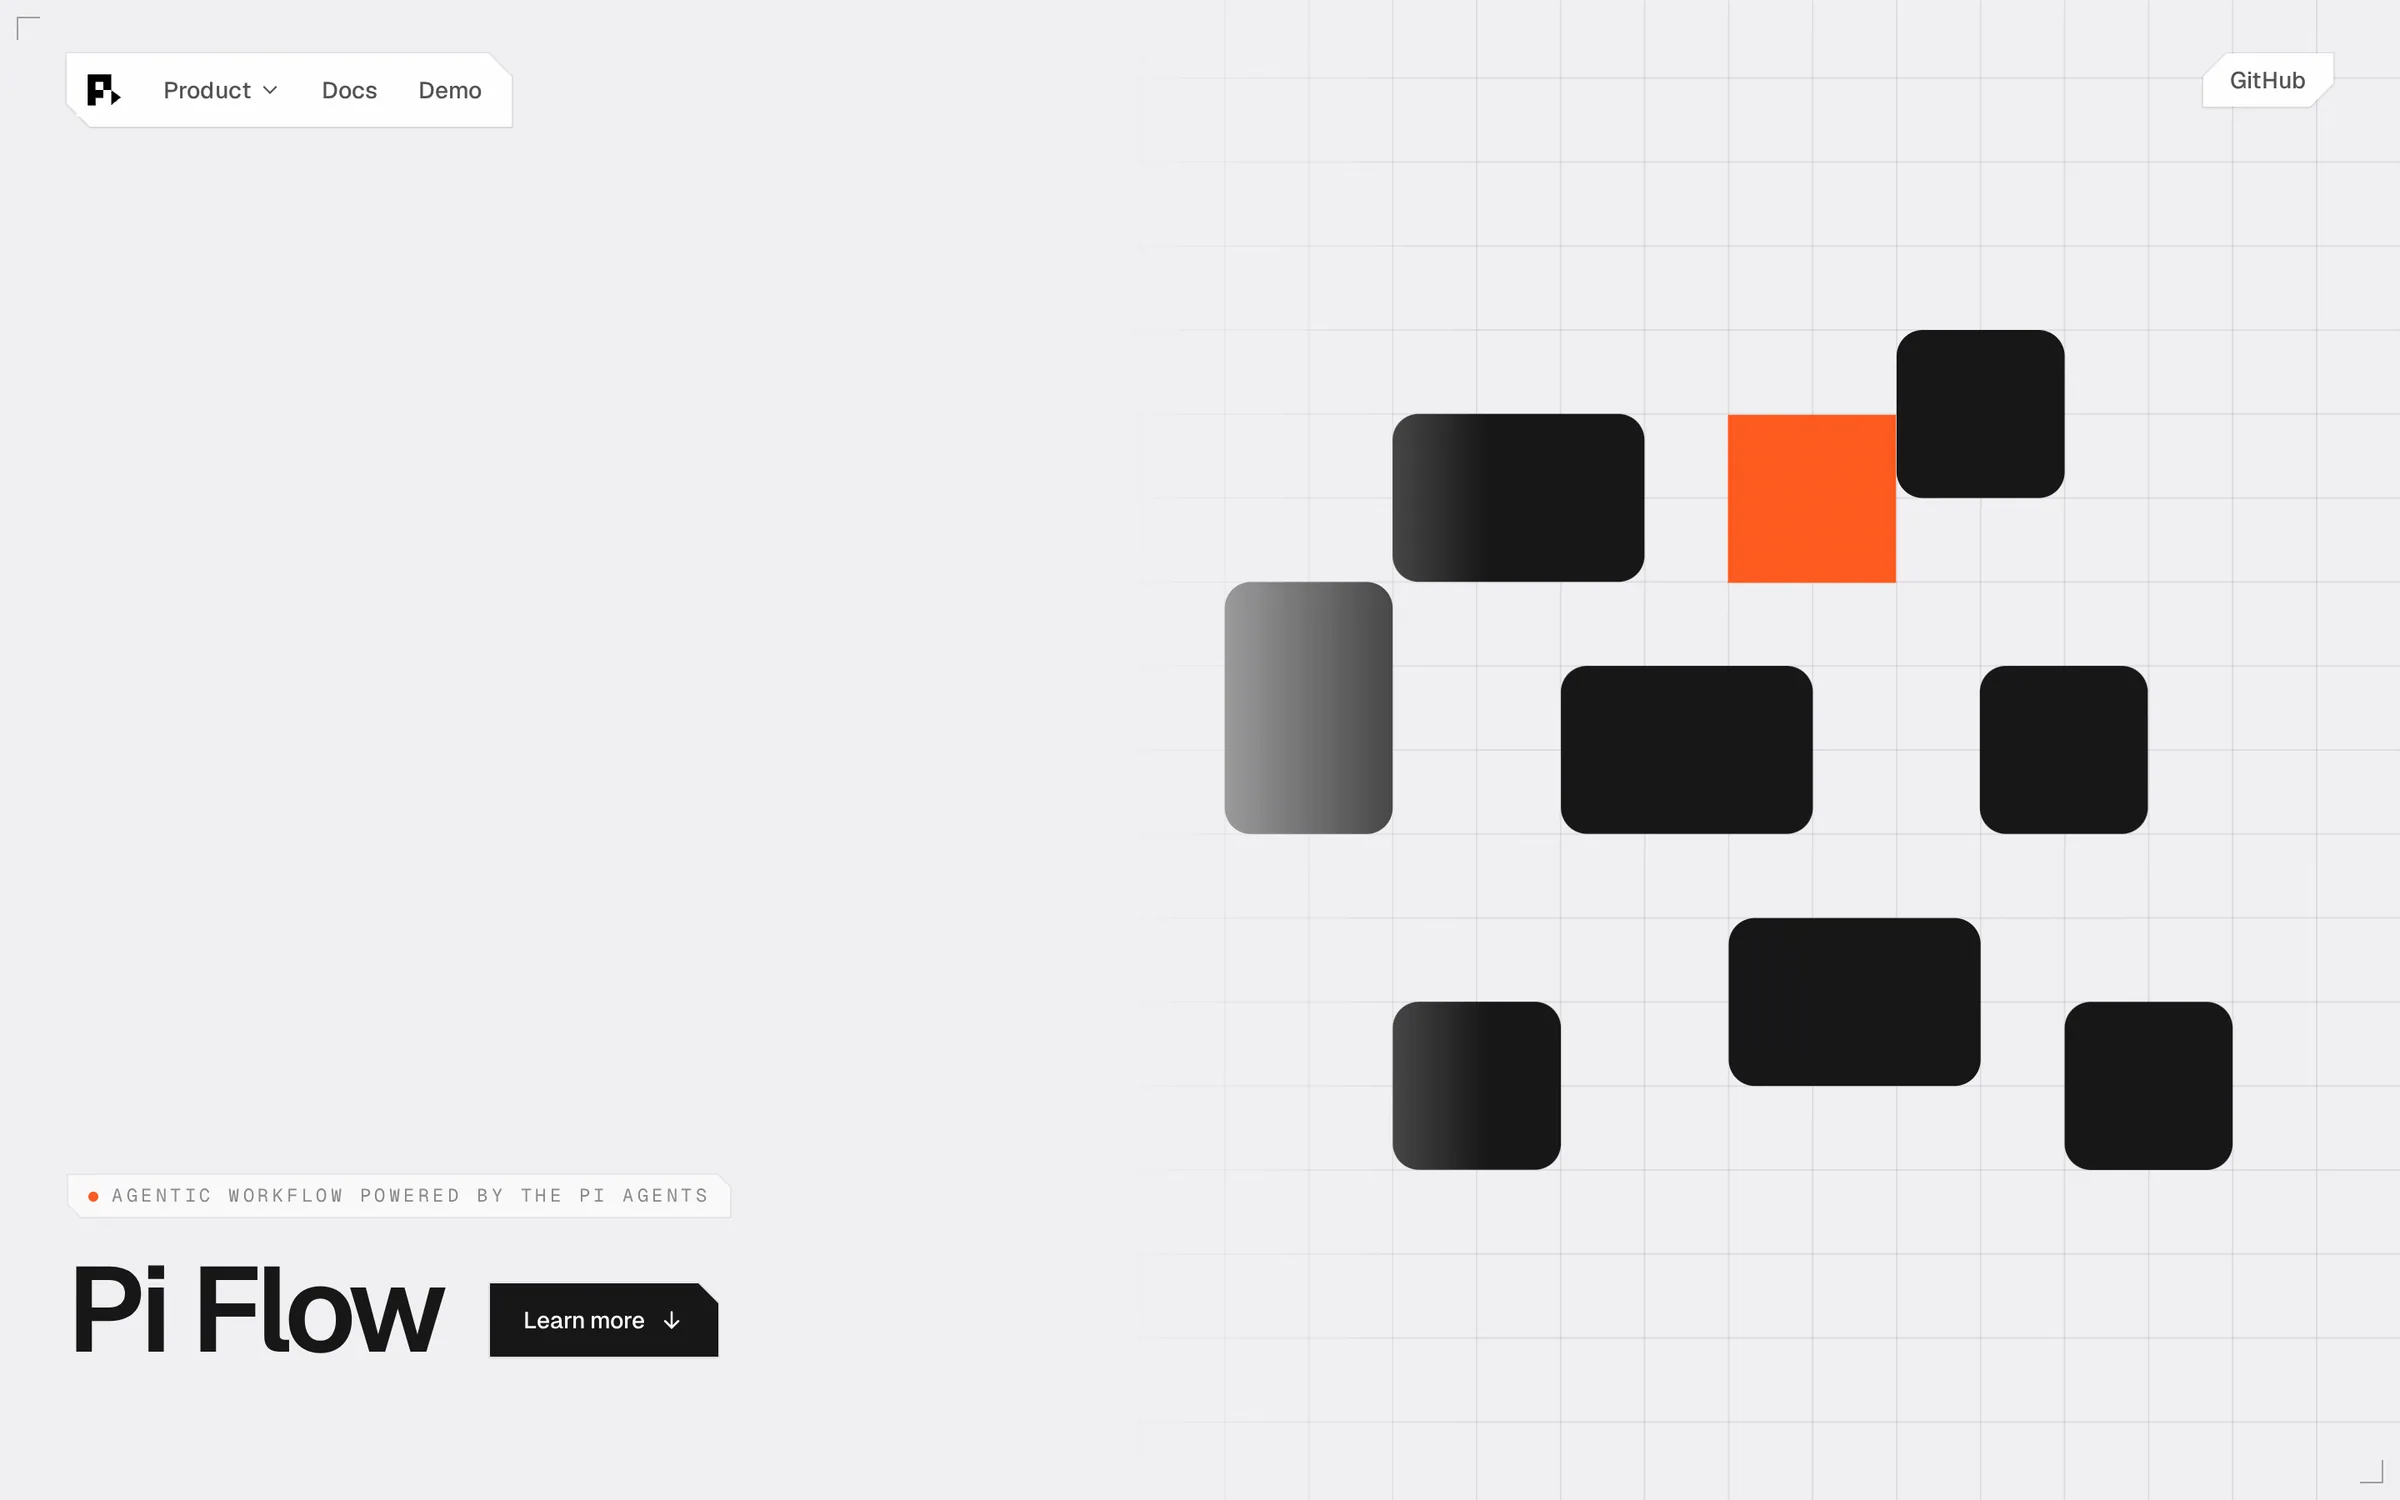 Product
Docs
Demo
GitHub
AGENTIC WORKFLOW POWERED BY THE PI AGENTS
Pi Flow
Learn more